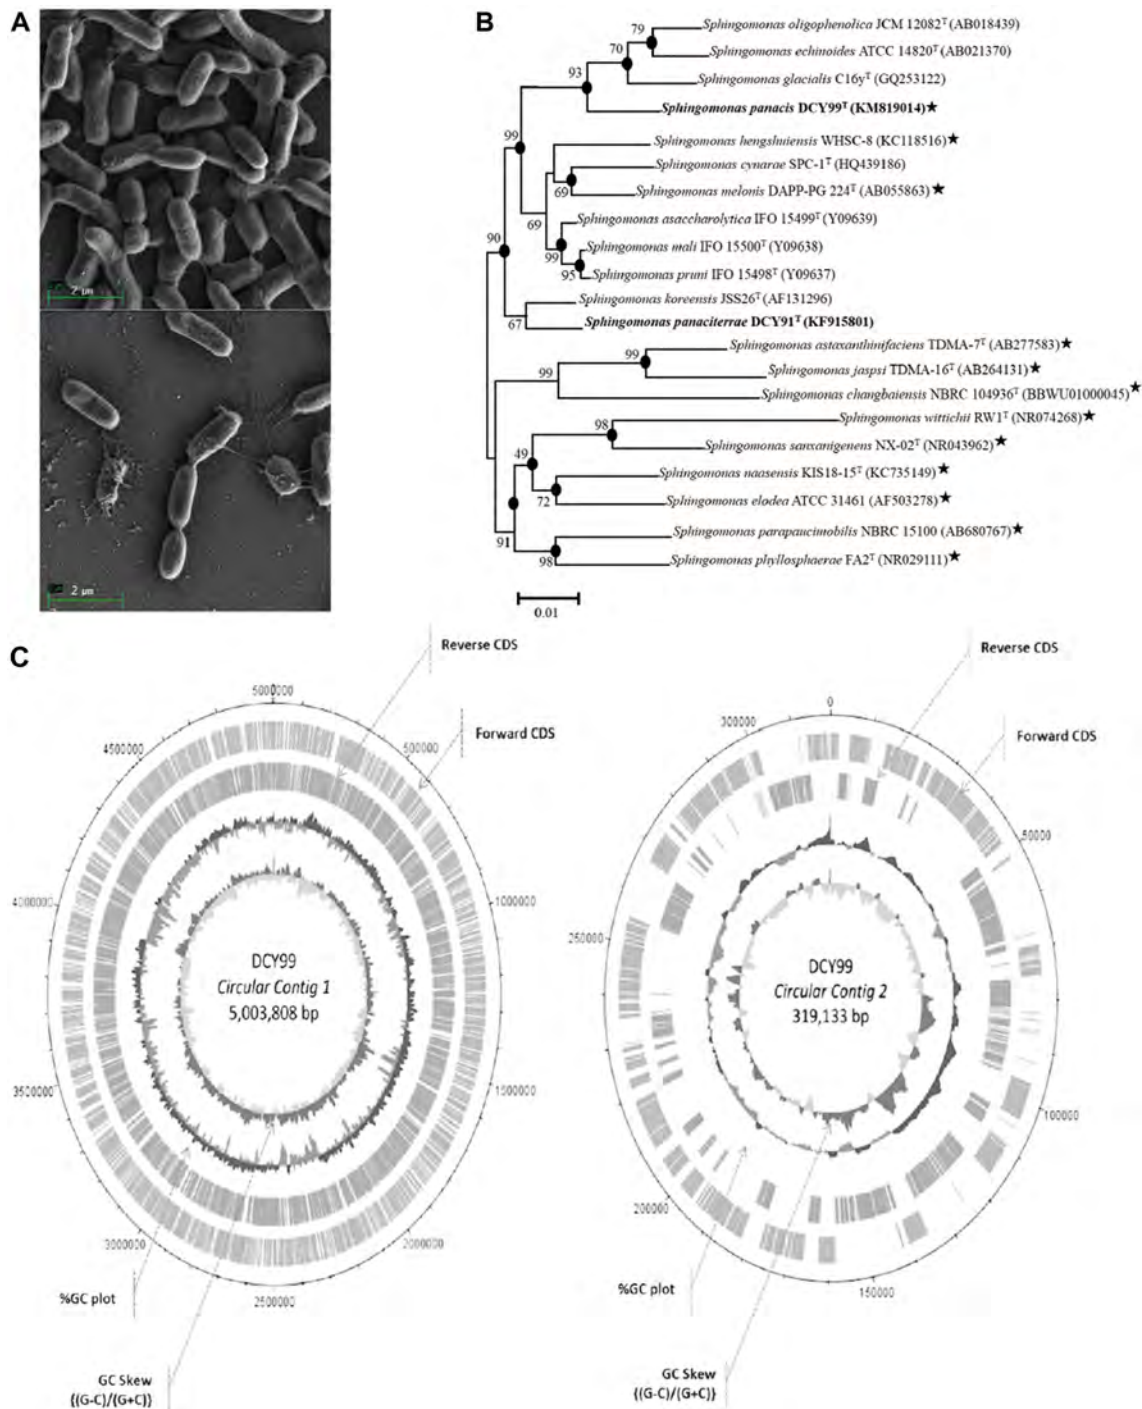 A
2 μm
2 μm
B
79
70
93
99
69
69
99
95
90
67
99
99
98
49
72
91
98
Sphingomonas oligophenolica JCM 12082ᵀ (AB018439)
Sphingomonas echinoides ATCC 14820ᵀ (AB021370)
Sphingomonas glacialis C16yᵀ (GQ253122)
Sphingomonas panacis DCY99ᵀ (KM819014)★
Sphingomonas hengshuiensis WHSC-8 (KC118516)★
Sphingomonas cynarae SPC-1ᵀ (HQ439186)
Sphingomonas melonis DAPP-PG 224ᵀ (AB055863)★
Sphingomonas asaccharolytica IFO 15499ᵀ (Y09639)
Sphingomonas mali IFO 15500ᵀ (Y09638)
Sphingomonas pruni IFO 15498ᵀ (Y09637)
Sphingomonas koreensis JSS26ᵀ (AF131296)
Sphingomonas panaciterrae DCY91ᵀ (KF915801)
Sphingomonas astaxanthinifaciens TDMA-7ᵀ (AB277583)★
Sphingomonas jaspsi TDMA-16ᵀ (AB264131)★
Sphingomonas changbaiensis NBRC 104936ᵀ (BBWU01000045)★
Sphingomonas wittichii RW1ᵀ (NR074268)★
Sphingomonas sanxanigenens NX-02ᵀ (NR043962)★
Sphingomonas naasensis KIS18-15ᵀ (KC735149)★
Sphingomonas elodea ATCC 31461 (AF503278)★
Sphingomonas parapaucimobilis NBRC 15100 (AB680767)★
Sphingomonas phyllosphaerae FA2ᵀ (NR029111)★
0.01
C
Reverse CDS
Forward CDS
5000000
500000
1000000
1500000
2000000
2500000
3000000
3500000
4000000
4500000
DCY99
Circular Contig 1
5,003,808 bp
%GC plot
GC Skew
{(G-C)/(G+C)}
Reverse CDS
Forward CDS
0
50000
100000
150000
200000
250000
300000
DCY99
Circular Contig 2
319,133 bp
%GC plot
GC Skew
{(G-C)/(G+C)}